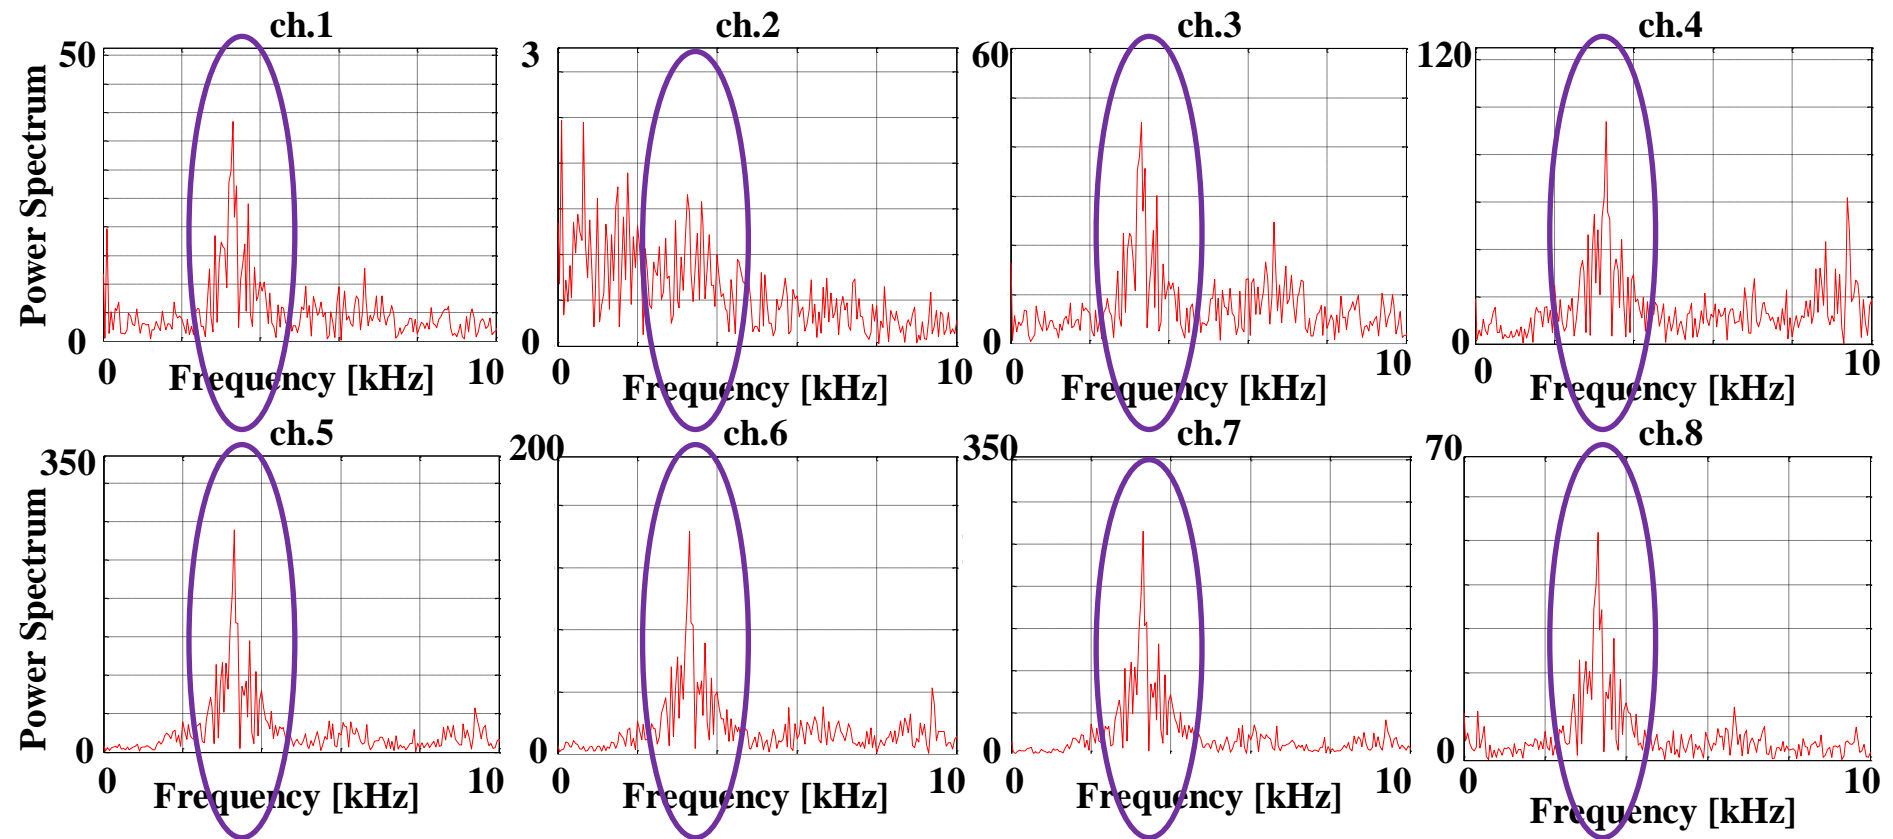 ch.1 ch.2 ch.3 ch.4
50 3 60 120
Power Spectrum
0 0 0 0
0 Frequency [kHz] 10 0 Frequency [kHz] 10 0 Frequency [kHz] 10 0 Frequency [kHz] 10
ch.5 ch.6 ch.7 ch.8
350 200 350 70
Power Spectrum
0 0 0 0
0 Frequency [kHz] 10 0 Frequency [kHz] 10 0 Frequency [kHz] 10 0 Frequency [kHz] 10